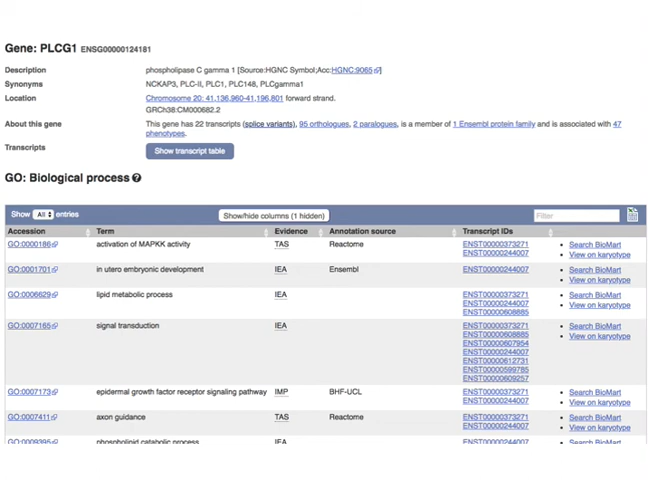 Gene: PLCG1 ENSG00000124181
Description phospholipase C gamma 1 [Source:HGNC Symbol;Acc:HGNC:9065]
Synonyms NCKAP3, PLC-II, PLC1, PLC148, PLCgamma1
Location Chromosome 20: 41,136,960-41,196,801 forward strand.
GRCh38:CM000682.2
About this gene This gene has 22 transcripts (splice variants), 95 orthologues, 2 paralogues, is a member of 1 Ensembl protein family and is associated with 47
phenotypes.
Transcripts Show transcript table
GO: Biological process
Show All entries Show/hide columns (1 hidden) Filter
Accession Term Evidence Annotation source Transcript IDs
GO:0000186 activation of MAPKK activity TAS Reactome ENST00000373271 • Search BioMart
ENST00000244007 • View on karyotype
GO:0001701 in utero embryonic development IEA Ensembl ENST00000244007 • Search BioMart
• View on karyotype
GO:0006629 lipid metabolic process IEA ENST00000373271 • Search BioMart
ENST00000244007 • View on karyotype
ENST00000608885
GO:0007165 signal transduction IEA ENST00000373271 • Search BioMart
ENST00000608885 • View on karyotype
ENST00000607954
ENST00000244007
ENST00000612731
ENST00000599785
ENST00000609257
GO:0007173 epidermal growth factor receptor signaling pathway IMP BHF-UCL ENST00000373271 • Search BioMart
ENST00000244007 • View on karyotype
GO:0007411 axon guidance TAS Reactome ENST00000373271 • Search BioMart
ENST00000244007 • View on karyotype
GO:0009395 phospholipid catabolic process IEA ENST00000244007 • Search BioMart